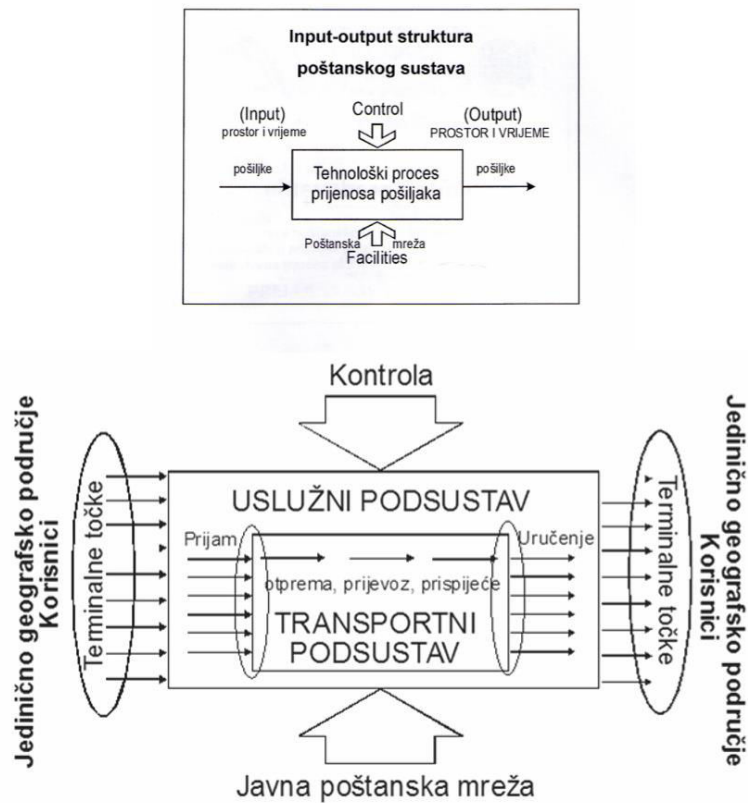 Input-output struktura
poštanskog sustava
(Input)
prostor i vrijeme
Control
(Output)
PROSTOR I VRIJEME
pošiljke
Tehnološki proces
prijenosa pošiljaka
pošiljke
Poštanska mreža
Facilities
Kontrola
Jedinično geografsko područje
Korisnici
Terminalne točke
USLUŽNI PODSUSTAV
Prijam
Uručenje
otprema, prijevoz, prispijeće
TRANSPORTNI
PODSUSTAV
Terminalne točke
Jedinično geografsko područje
Korisnici
Javna poštanska mreža